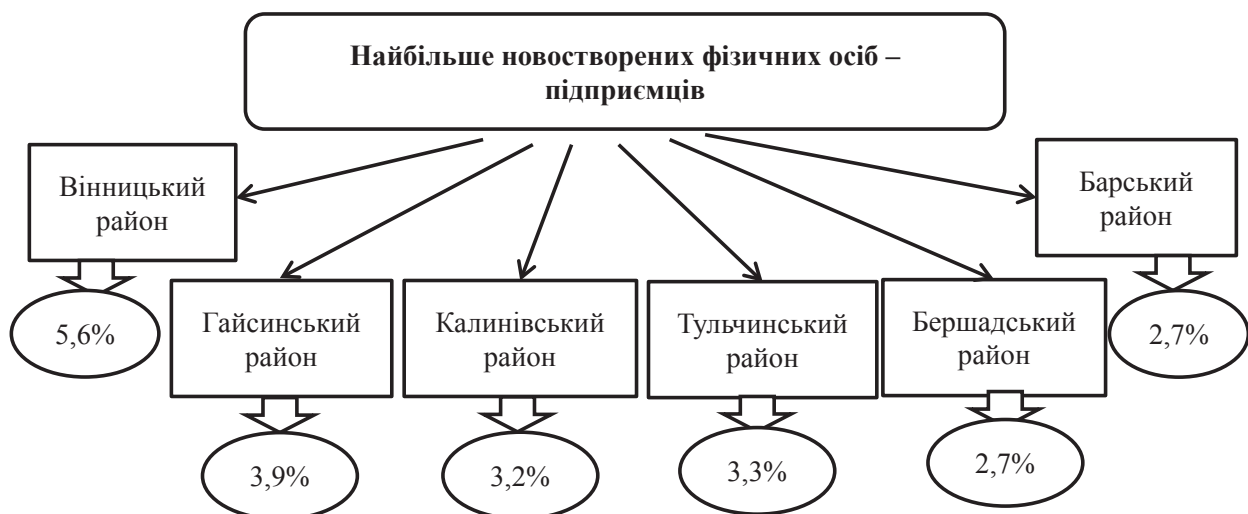 Найбільше новостворених фізичних осіб –
підприємців
Вінницький
район
5,6%
Гайсинський
район
3,9%
Калинівський
район
3,2%
Тульчинський
район
3,3%
Бершадський
район
2,7%
Барський
район
2,7%